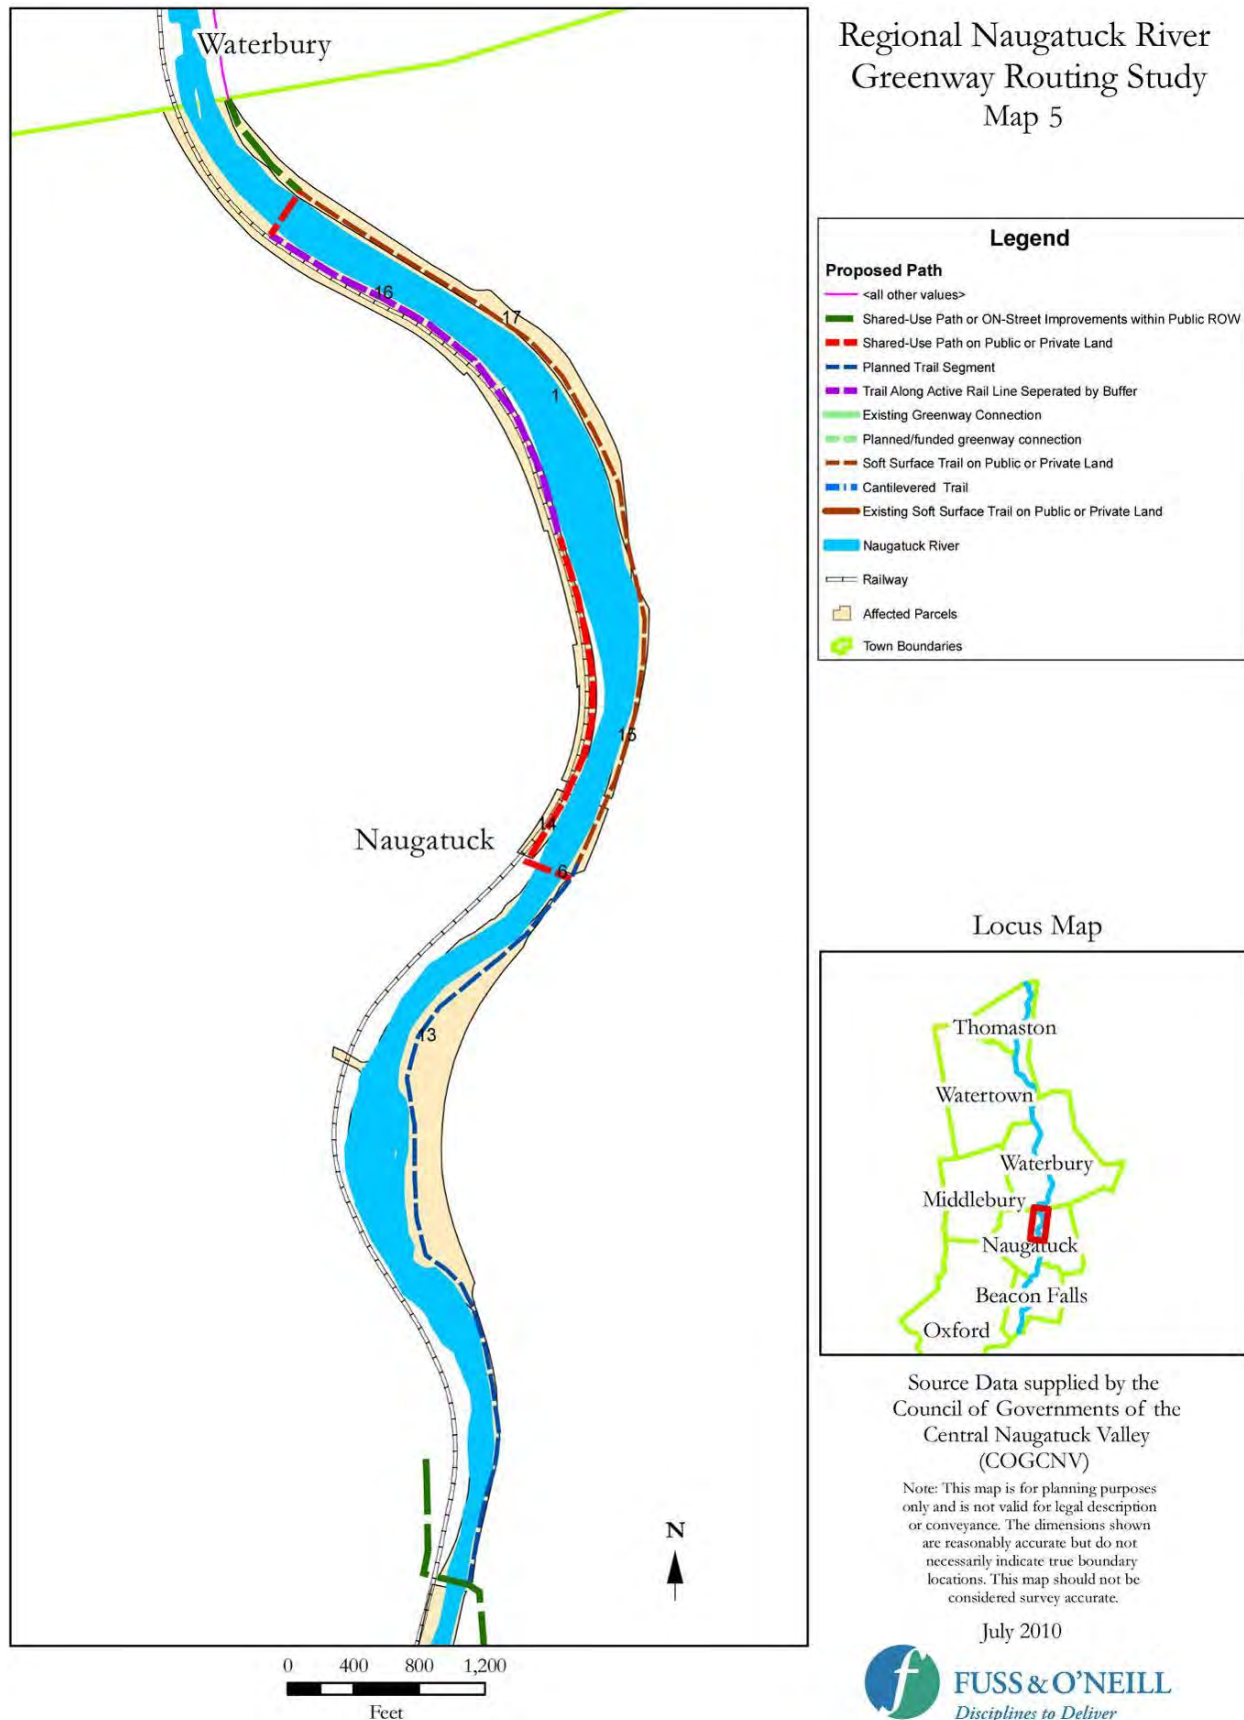 Waterbury
16
17
1
15
Naugatuck
14
6
13
N
0 400 800 1,200
Feet
Regional Naugatuck River
Greenway Routing Study
Map 5
Legend
Proposed Path
<all other values>
Shared-Use Path or ON-Street Improvements within Public ROW
Shared-Use Path on Public or Private Land
Planned Trail Segment
Trail Along Active Rail Line Seperated by Buffer
Existing Greenway Connection
Planned/funded greenway connection
Soft Surface Trail on Public or Private Land
Cantilevered Trail
Existing Soft Surface Trail on Public or Private Land
Naugatuck River
Railway
Affected Parcels
Town Boundaries
Locus Map
Thomaston
Watertown
Waterbury
Middlebury
Naugatuck
Beacon Falls
Oxford
Source Data supplied by the
Council of Governments of the
Central Naugatuck Valley
(COGCNV)
Note: This map is for planning purposes
only and is not valid for legal description
or conveyance. The dimensions shown
are reasonably accurate but do not
necessarily indicate true boundary
locations. This map should not be
considered survey accurate.
July 2010
f
FUSS & O'NEILL
Disciplines to Deliver